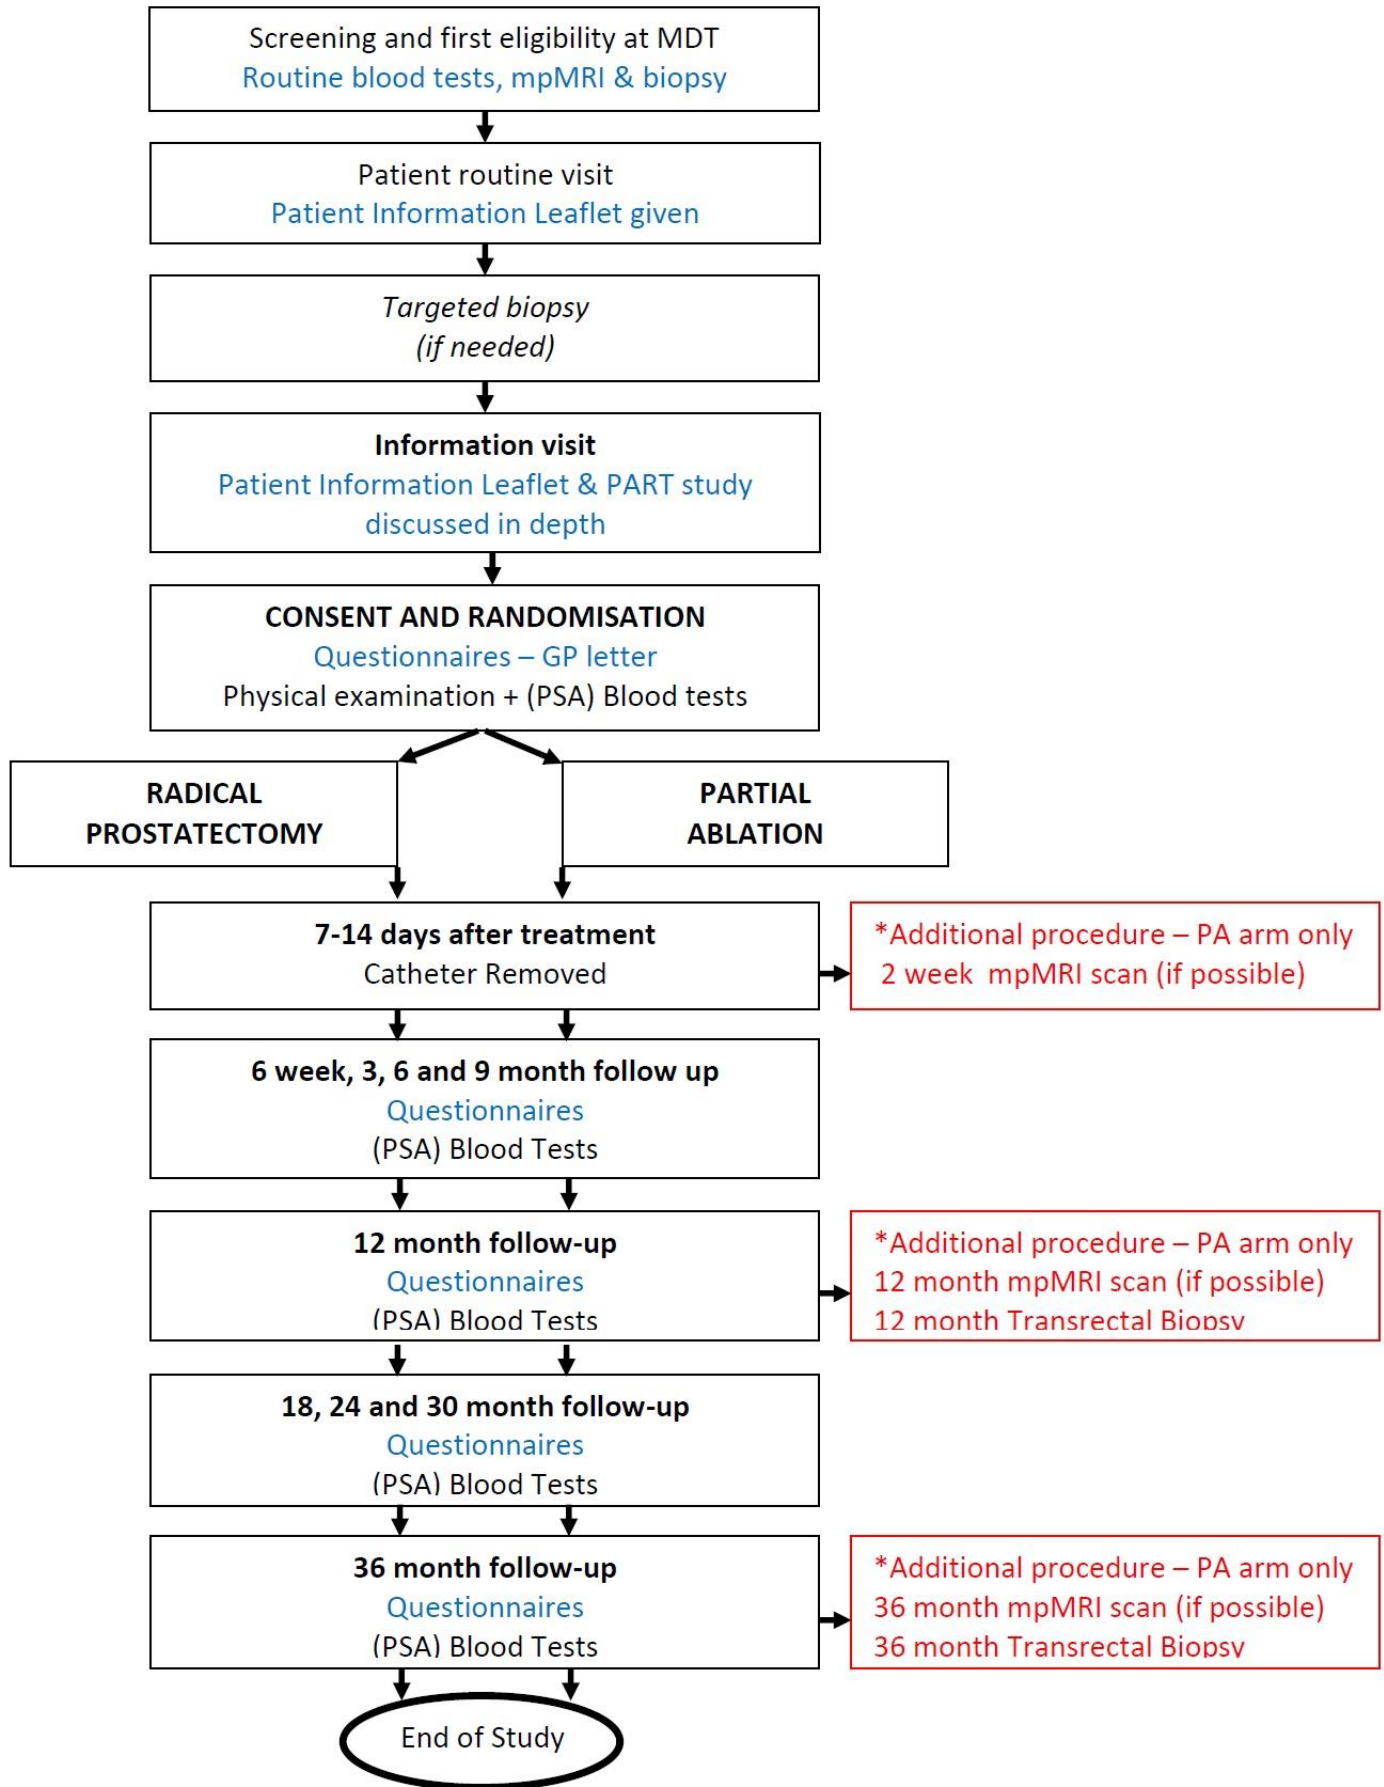 Screening and first eligibility at MDT
Routine blood tests, mpMRI & biopsy
Patient routine visit
Patient Information Leaflet given
Targeted biopsy
(if needed)
Information visit
Patient Information Leaflet & PART study
discussed in depth
CONSENT AND RANDOMISATION
Questionnaires – GP letter
Physical examination + (PSA) Blood tests
RADICAL
PROSTATECTOMY
PARTIAL
ABLATION
7-14 days after treatment
Catheter Removed
*Additional procedure – PA arm only
2 week mpMRI scan (if possible)
6 week, 3, 6 and 9 month follow up
Questionnaires
(PSA) Blood Tests
12 month follow-up
Questionnaires
(PSA) Blood Tests
*Additional procedure – PA arm only
12 month mpMRI scan (if possible)
12 month Transrectal Biopsy
18, 24 and 30 month follow-up
Questionnaires
(PSA) Blood Tests
36 month follow-up
Questionnaires
(PSA) Blood Tests
*Additional procedure – PA arm only
36 month mpMRI scan (if possible)
36 month Transrectal Biopsy
End of Study